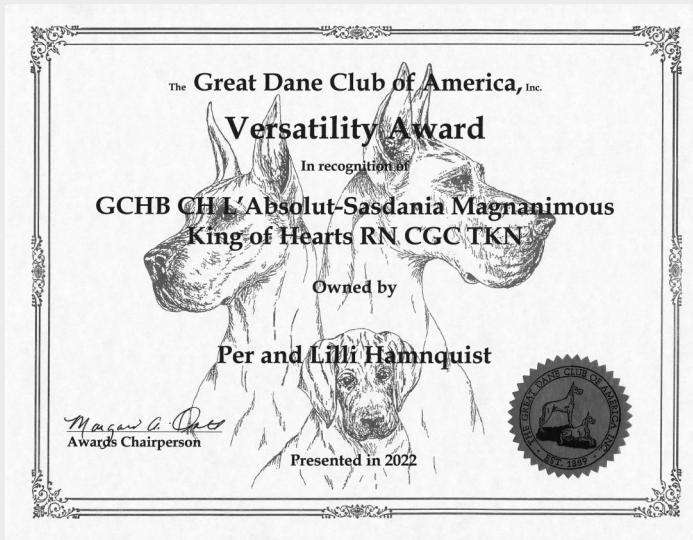 The Great Dane Club of America, Inc.
Versatility Award
In recognition of
GCHB CH L'Absolut-Sasdania Magnanimous
King of Hearts RN CGC TKN
Owned by
Per and Lilli Hamnquist
Awards Chairperson
Presented in 2022
THE GREAT DANE CLUB OF AMERICA, INC.
EST. 1889